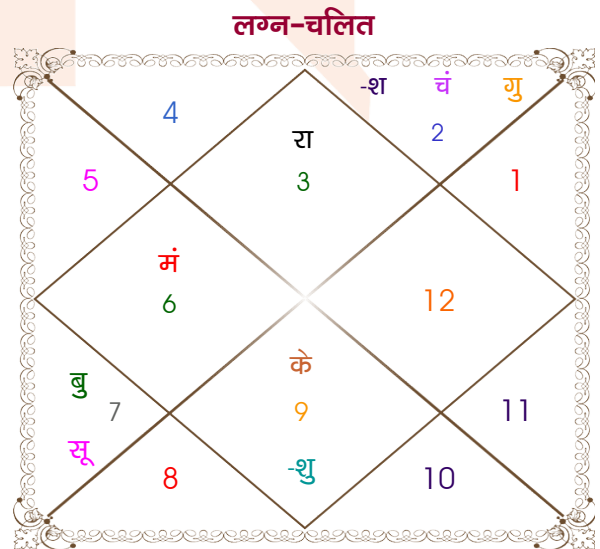 लग्न-चलित
-श चं गु
4 2
रा
5 3 1
मं
6 12
के
बु 7 9 11
सू 8 -शु 10